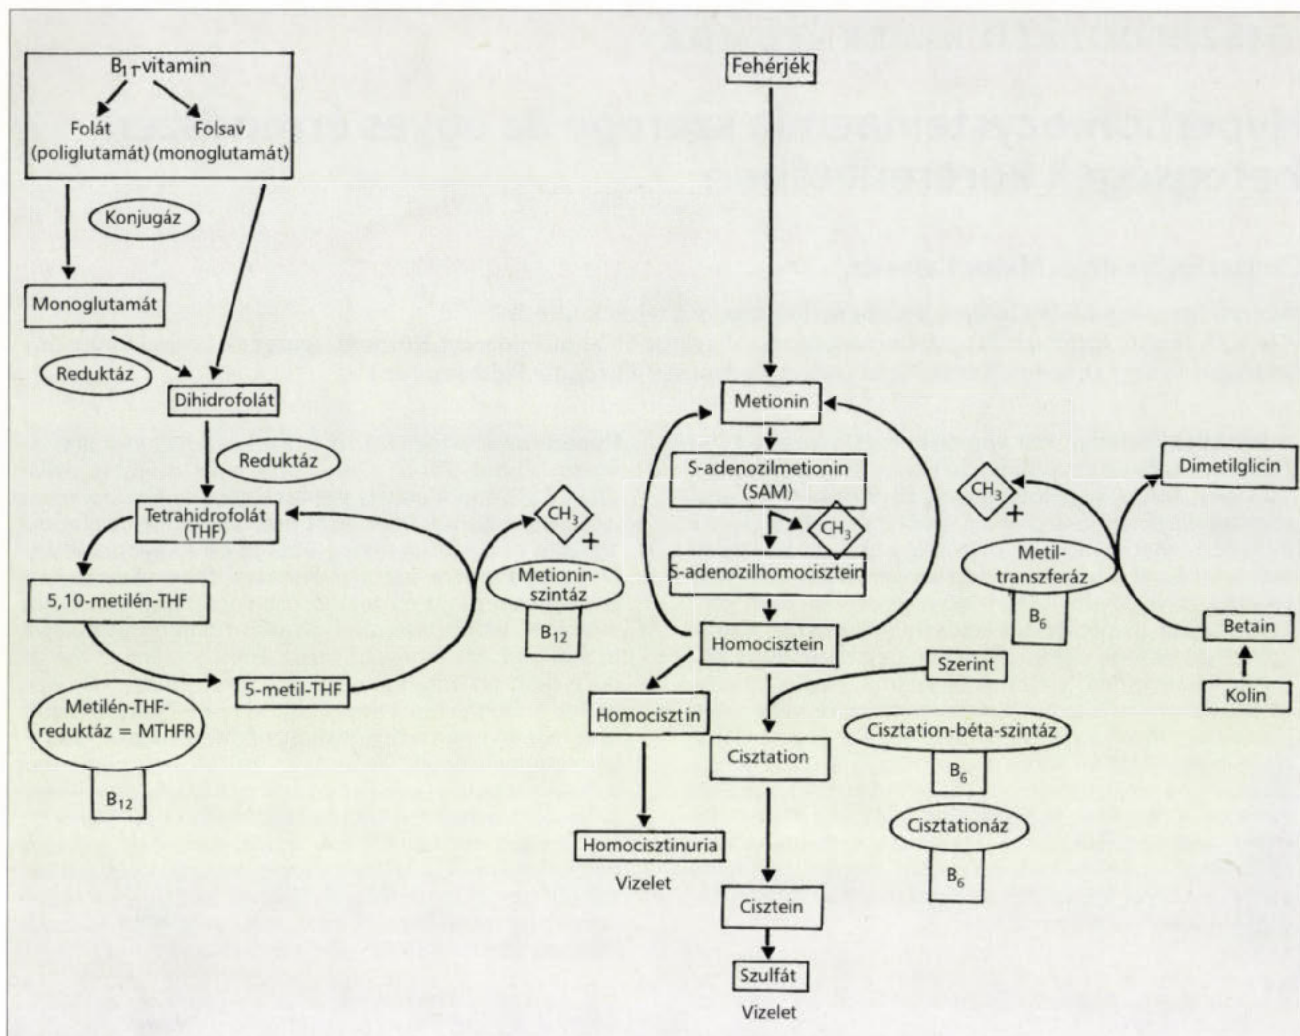 B₁₁-vitamin
Folát
(poliglutamát)
Folsav
(monoglutamát)
Konjugáz
Monoglutamát
Reduktáz
Dihidrofolát
Reduktáz
Tetrahidrofolát
(THF)
5,10-metilén-THF
5-metil-THF
Metilén-THF-
reduktáz = MTHFR
B₁₂
CH₃
+
Metionin-
szintáz
B₁₂
Fehérjék
Metionin
S-adenozilmetionin
(SAM)
CH₃
S-adenozilhomocisztein
Homocisztein
Homocisztin
Homocisztinuria
Vizelet
Szerint
Cisztation
Cisztein
Szulfát
Vizelet
CH₃
+
Metil-
transzferáz
B₆
Dimetilglicin
Betain
Kolin
Cisztation-béta-szintáz
B₆
Cisztationáz
B₆